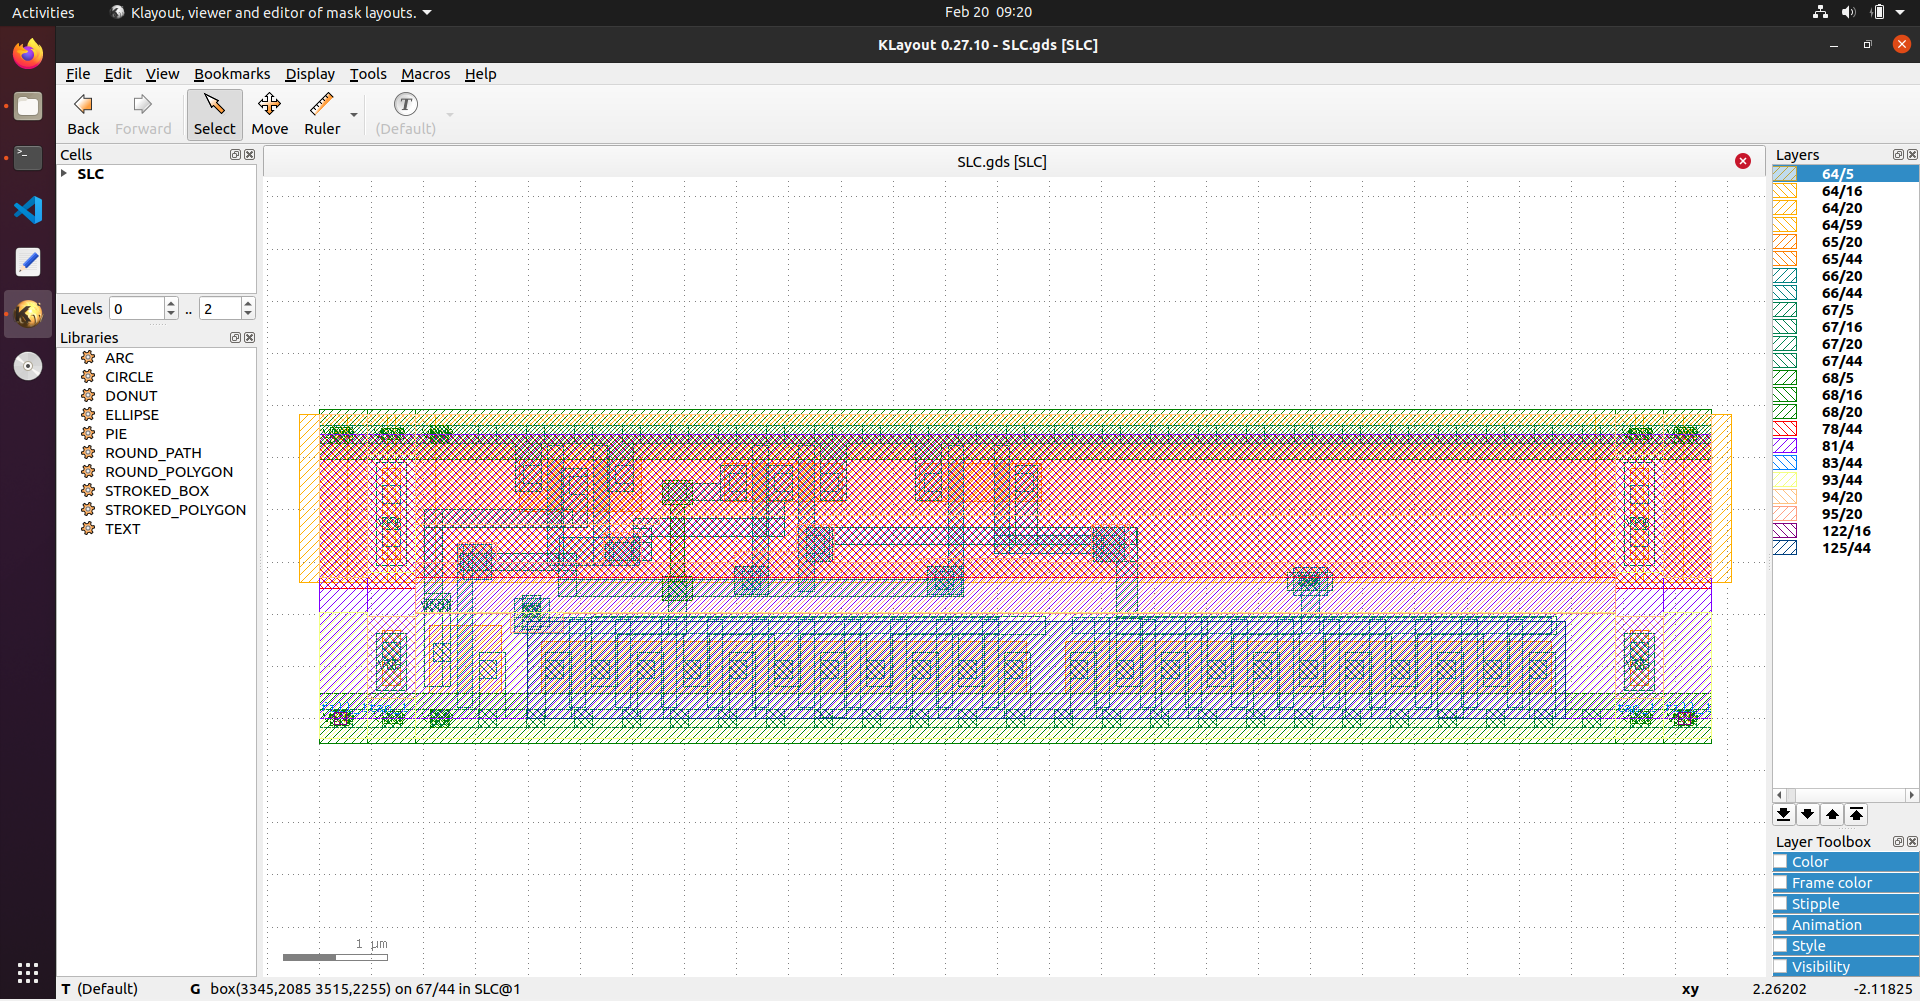 Activities Klayout, viewer and editor of mask layouts. Feb 20 09:20
KLayout 0.27.10 - SLC.gds [SLC]
File Edit View Bookmarks Display Tools Macros Help
Back Forward Select Move Ruler (Default)
Cells
SLC
Levels 0 .. 2
Libraries
ARC
CIRCLE
DONUT
ELLIPSE
PIE
ROUND_PATH
ROUND_POLYGON
STROKED_BOX
STROKED_POLYGON
TEXT
SLC.gds [SLC]
1 µm
Layers
64/5
64/16
64/20
64/59
65/20
65/44
66/20
66/44
67/5
67/16
67/20
67/44
68/5
68/16
68/20
78/44
81/4
83/44
93/44
94/20
95/20
122/16
125/44
Layer Toolbox
Color
Frame color
Stipple
Animation
Style
Visibility
T (Default) G box(3345,2085 3515,2255) on 67/44 in SLC@1 xy 2.26202 -2.11825